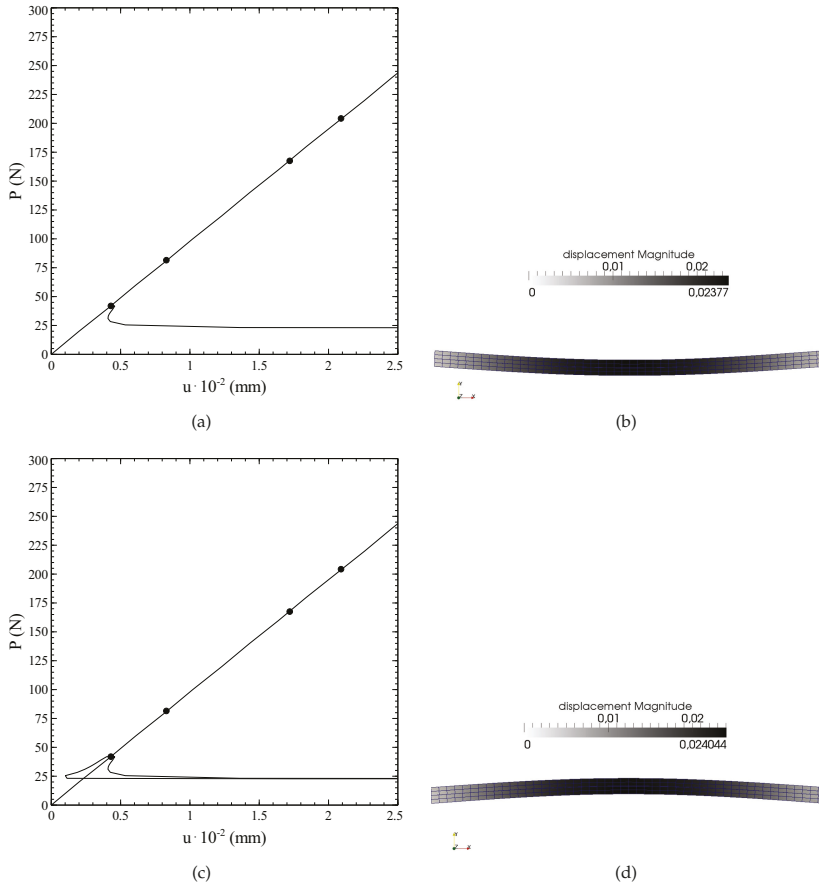 300
275
250
225
200
175
150
125
100
75
50
25
0
P (N)
0 0.5 1 1.5 2 2.5
u · 10⁻² (mm)
(a)
displacement Magnitude
0,01 0,02
0 0,02377
Y
Z X
(b)
300
275
250
225
200
175
150
125
100
75
50
25
0
P (N)
0 0.5 1 1.5 2 2.5
u · 10⁻² (mm)
(c)
displacement Magnitude
0,01 0,02
0 0,024044
Y
Z X
(d)